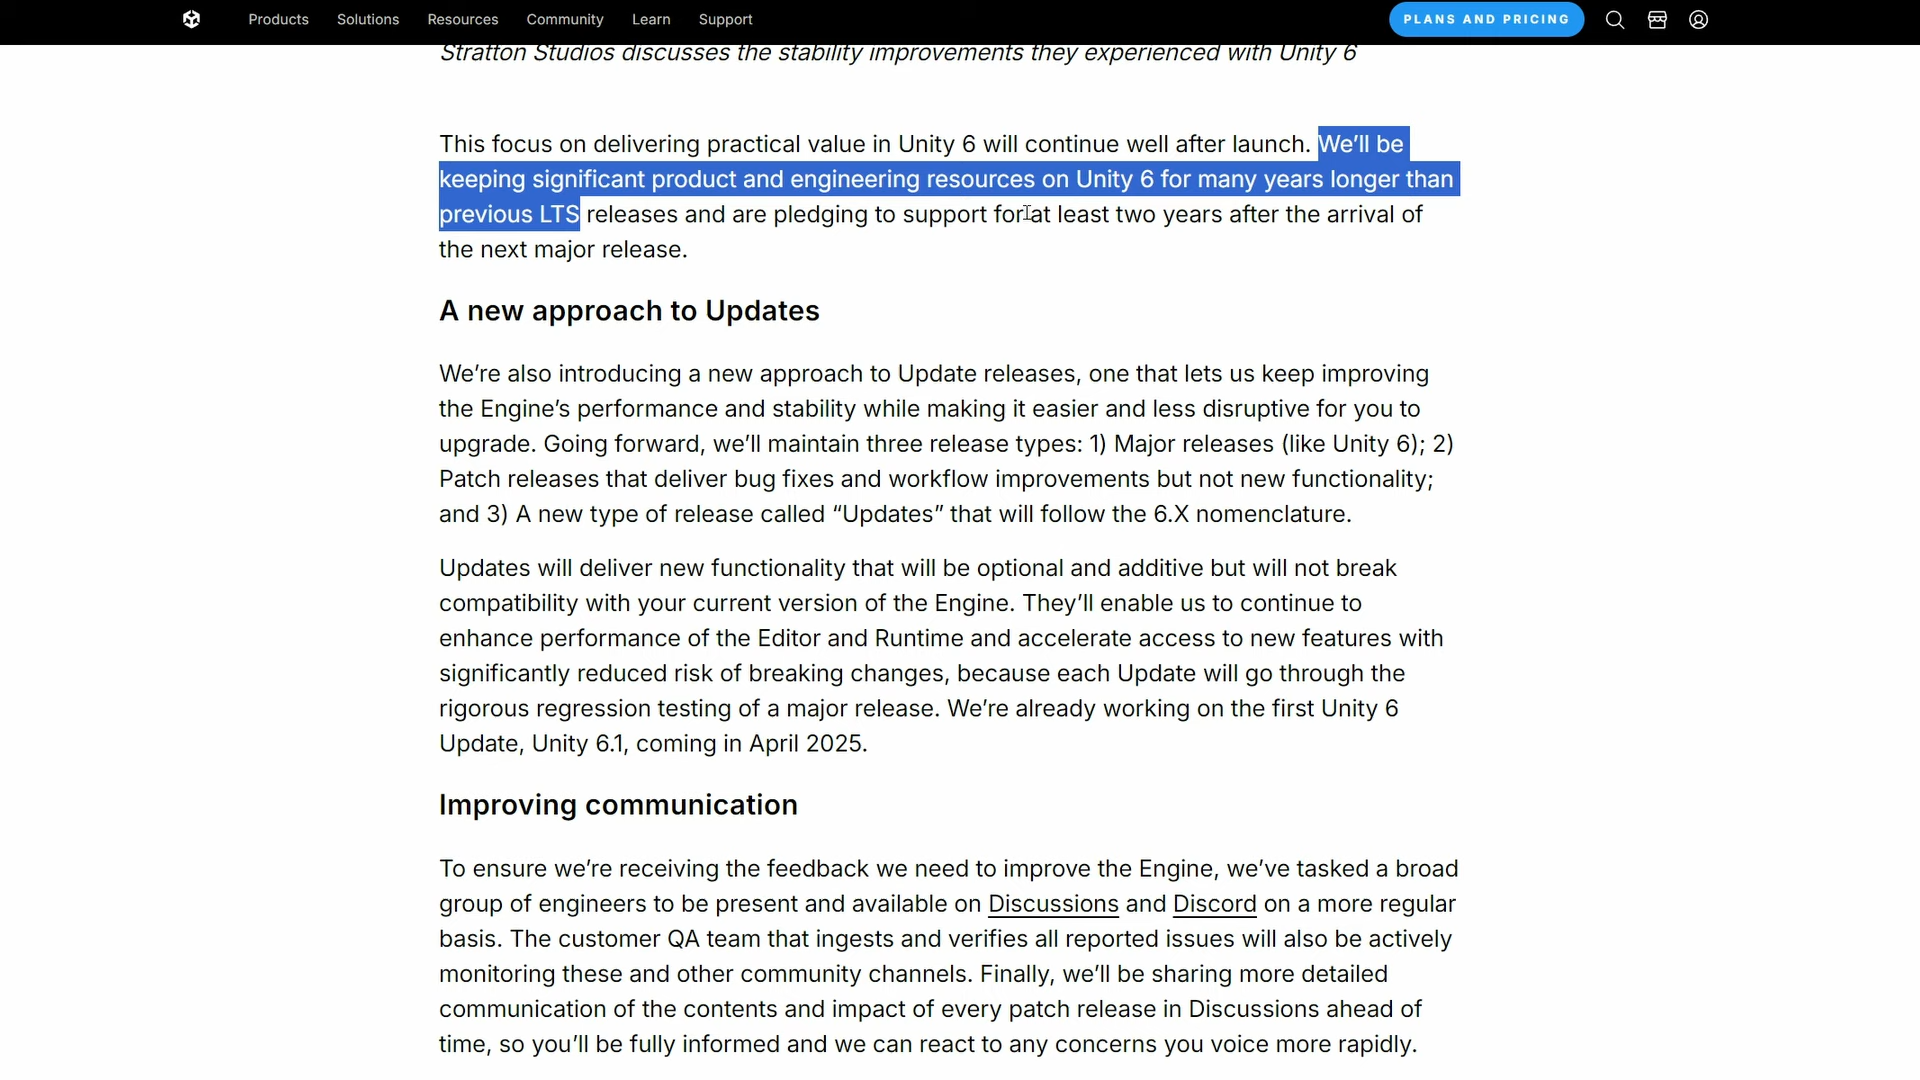 Products Solutions Resources Community Learn Support PLANS AND PRICING
Stratton Studios discusses the stability improvements they experienced with Unity 6
This focus on delivering practical value in Unity 6 will continue well after launch. We’ll be
keeping significant product and engineering resources on Unity 6 for many years longer than
previous LTS releases and are pledging to support for at least two years after the arrival of
the next major release.
A new approach to Updates
We’re also introducing a new approach to Update releases, one that lets us keep improving
the Engine’s performance and stability while making it easier and less disruptive for you to
upgrade. Going forward, we’ll maintain three release types: 1) Major releases (like Unity 6); 2)
Patch releases that deliver bug fixes and workflow improvements but not new functionality;
and 3) A new type of release called “Updates” that will follow the 6.X nomenclature.
Updates will deliver new functionality that will be optional and additive but will not break
compatibility with your current version of the Engine. They’ll enable us to continue to
enhance performance of the Editor and Runtime and accelerate access to new features with
significantly reduced risk of breaking changes, because each Update will go through the
rigorous regression testing of a major release. We’re already working on the first Unity 6
Update, Unity 6.1, coming in April 2025.
Improving communication
To ensure we’re receiving the feedback we need to improve the Engine, we’ve tasked a broad
group of engineers to be present and available on Discussions and Discord on a more regular
basis. The customer QA team that ingests and verifies all reported issues will also be actively
monitoring these and other community channels. Finally, we’ll be sharing more detailed
communication of the contents and impact of every patch release in Discussions ahead of
time, so you’ll be fully informed and we can react to any concerns you voice more rapidly.